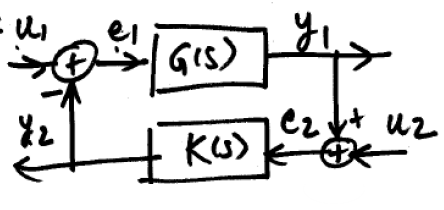 u1 + e1 G(s) y1
−
y2 K(s) e2 + + u2